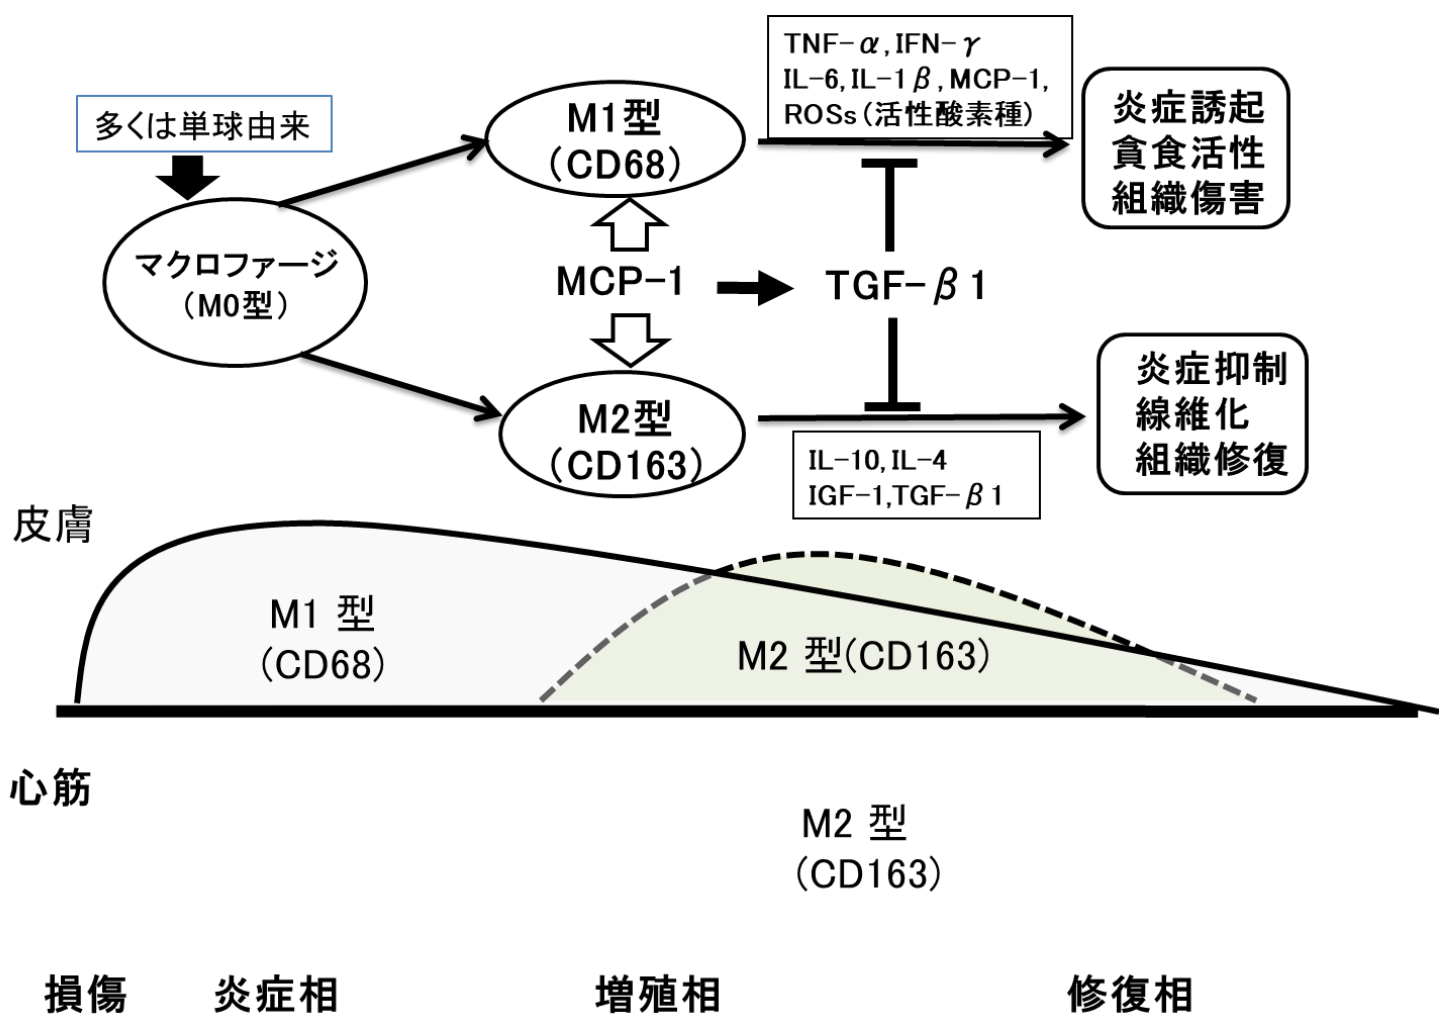 TNF-α,IFN-γ
IL-6,IL-1β,MCP-1,
ROSs(活性酸素種)
炎症誘起
貪食活性
組織傷害
多くは単球由来
M1型
(CD68)
マクロファージ
(M0型)
MCP-1
TGF-β1
M2型
(CD163)
炎症抑制
線維化
組織修復
IL-10,IL-4
IGF-1,TGF-β1
皮膚
M1 型
(CD68)
M2 型(CD163)
心筋
M2 型
(CD163)
損傷 炎症相 増殖相 修復相